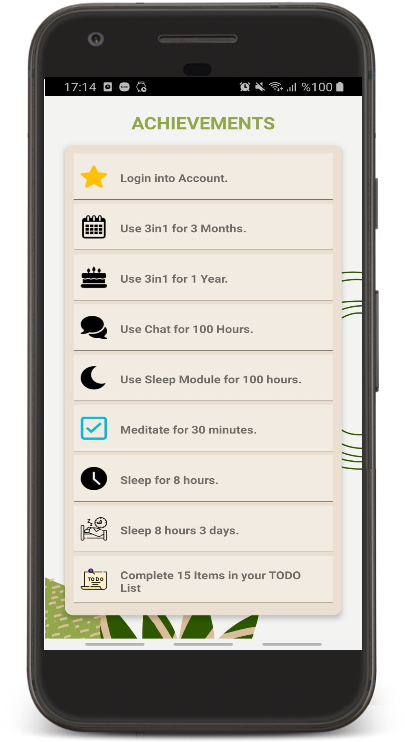 17:14 %100
ACHIEVEMENTS
Login into Account.
Use 3in1 for 3 Months.
Use 3in1 for 1 Year.
Use Chat for 100 Hours.
Use Sleep Module for 100 hours.
Meditate for 30 minutes.
Sleep for 8 hours.
Sleep 8 hours 3 days.
TODO
Complete 15 Items in your TODO
List